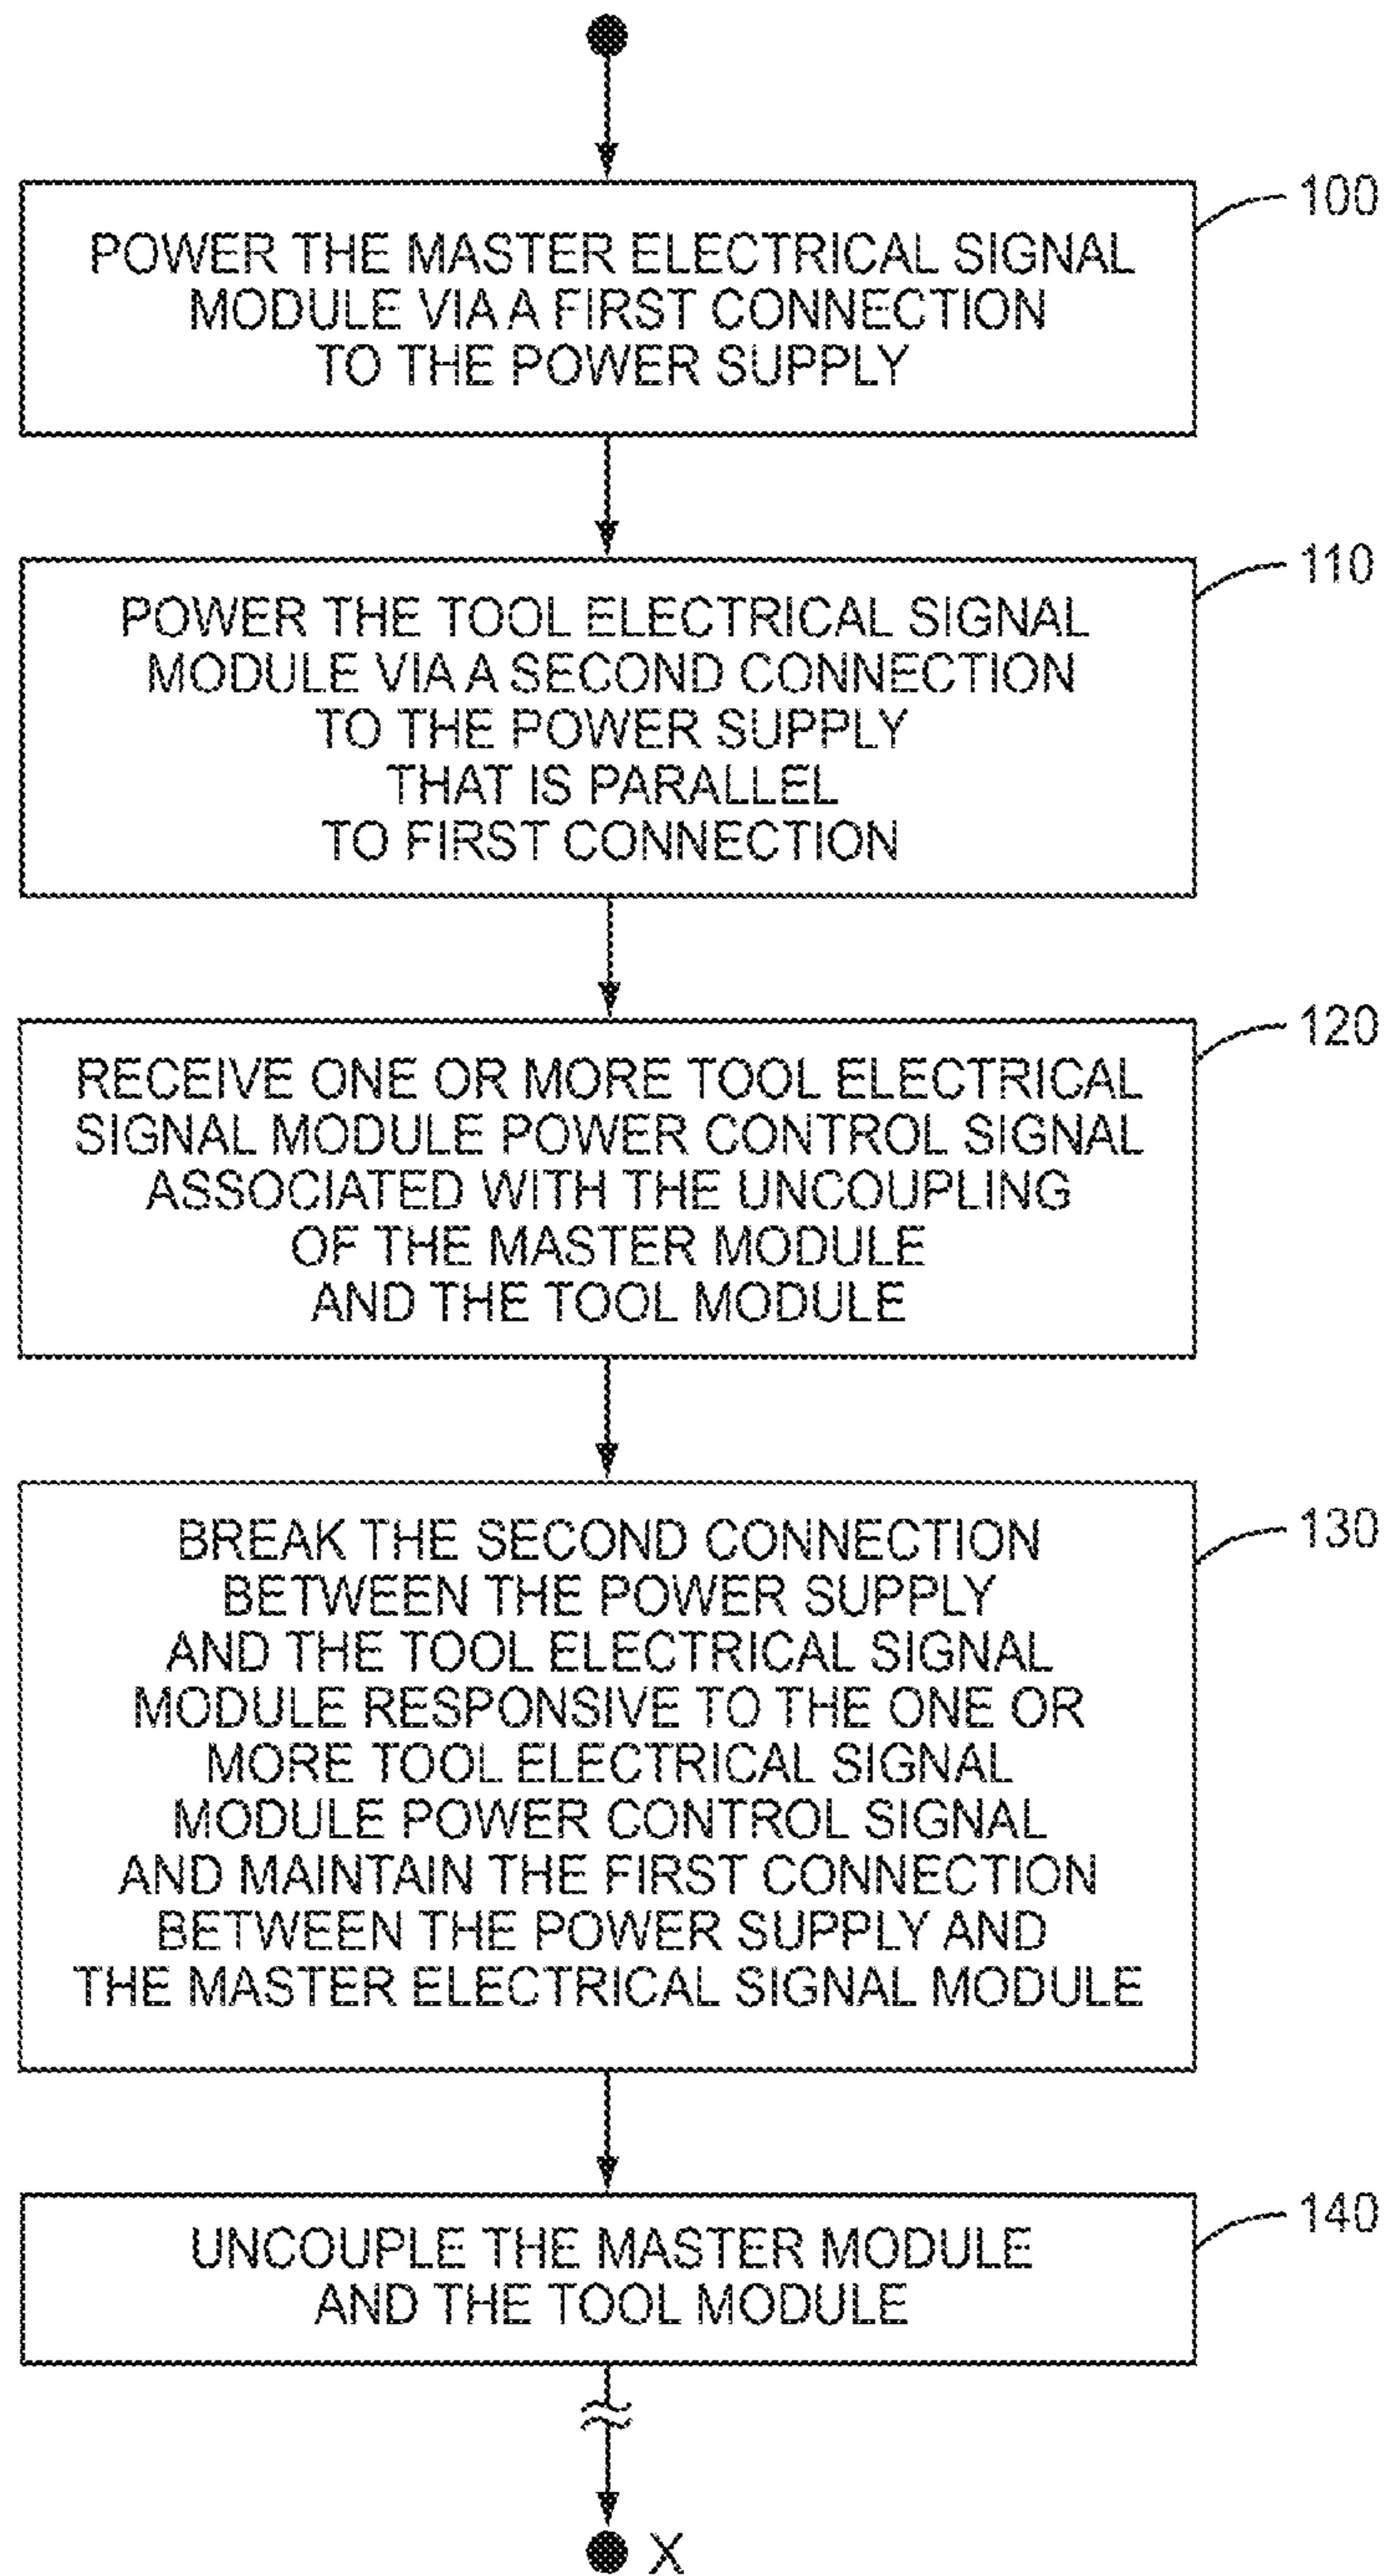 100
POWER THE MASTER ELECTRICAL SIGNAL
MODULE VIA A FIRST CONNECTION
TO THE POWER SUPPLY
110
POWER THE TOOL ELECTRICAL SIGNAL
MODULE VIA A SECOND CONNECTION
TO THE POWER SUPPLY
THAT IS PARALLEL
TO FIRST CONNECTION
120
RECEIVE ONE OR MORE TOOL ELECTRICAL
SIGNAL MODULE POWER CONTROL SIGNAL
ASSOCIATED WITH THE UNCOUPLING
OF THE MASTER MODULE
AND THE TOOL MODULE
130
BREAK THE SECOND CONNECTION
BETWEEN THE POWER SUPPLY
AND THE TOOL ELECTRICAL SIGNAL
MODULE RESPONSIVE TO THE ONE OR
MORE TOOL ELECTRICAL SIGNAL
MODULE POWER CONTROL SIGNAL
AND MAINTAIN THE FIRST CONNECTION
BETWEEN THE POWER SUPPLY AND
THE MASTER ELECTRICAL SIGNAL MODULE
140
UNCOUPLE THE MASTER MODULE
AND THE TOOL MODULE
X